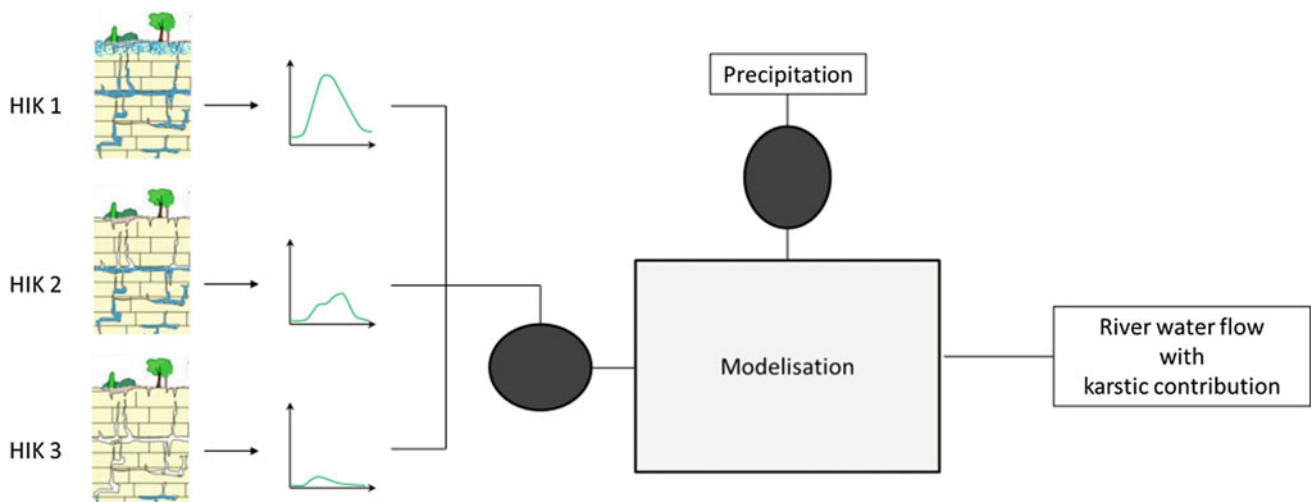 HIK 1
HIK 2
HIK 3
Precipitation
Modelisation
River water flow
with
karstic contribution